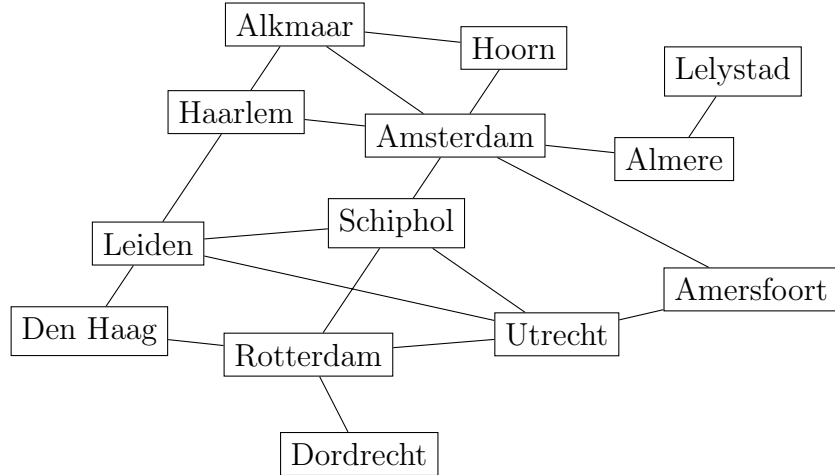 Alkmaar
Hoorn
Lelystad
Haarlem
Amsterdam
Almere
Schiphol
Leiden
Amersfoort
Den Haag
Utrecht
Rotterdam
Dordrecht